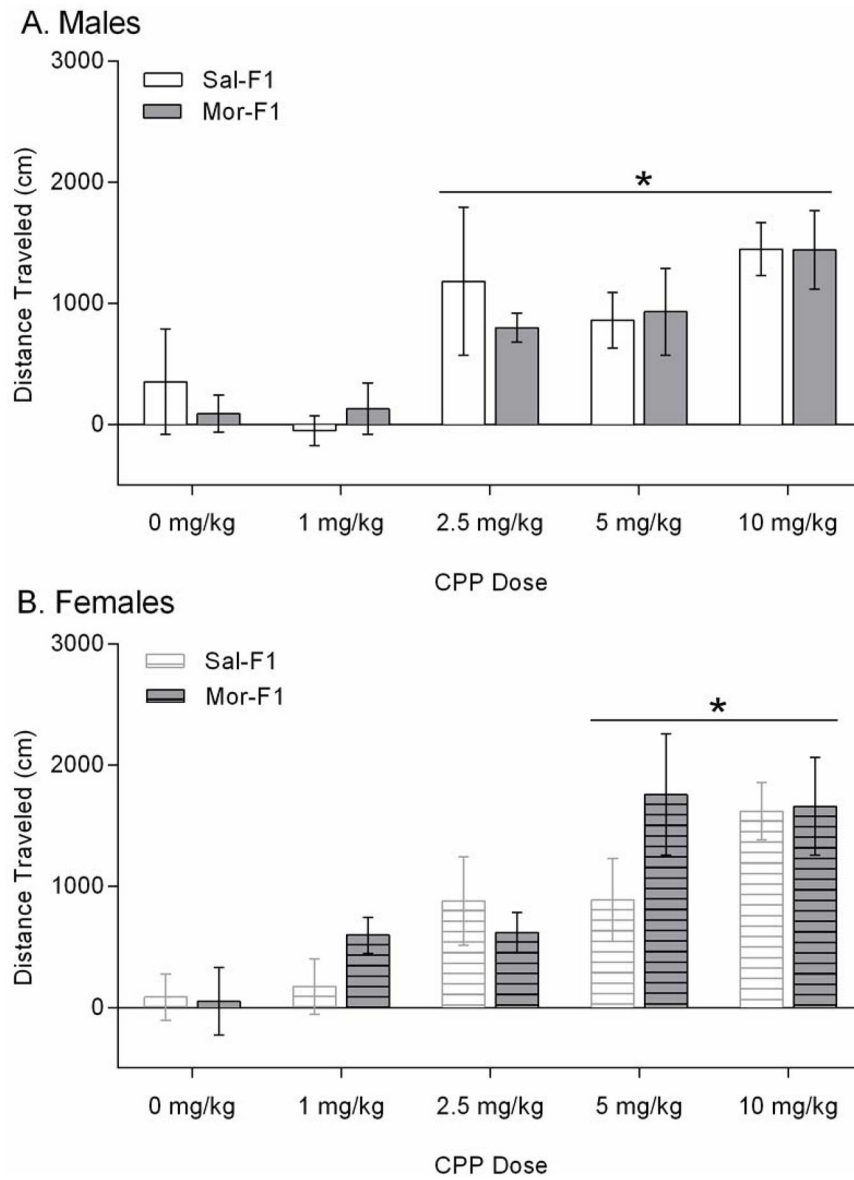 A. Males
3000
2000
1000
0
Distance Traveled (cm)
Sal-F1
Mor-F1
*
0 mg/kg 1 mg/kg 2.5 mg/kg 5 mg/kg 10 mg/kg
CPP Dose
B. Females
3000
2000
1000
0
Distance Traveled (cm)
Sal-F1
Mor-F1
*
0 mg/kg 1 mg/kg 2.5 mg/kg 5 mg/kg 10 mg/kg
CPP Dose